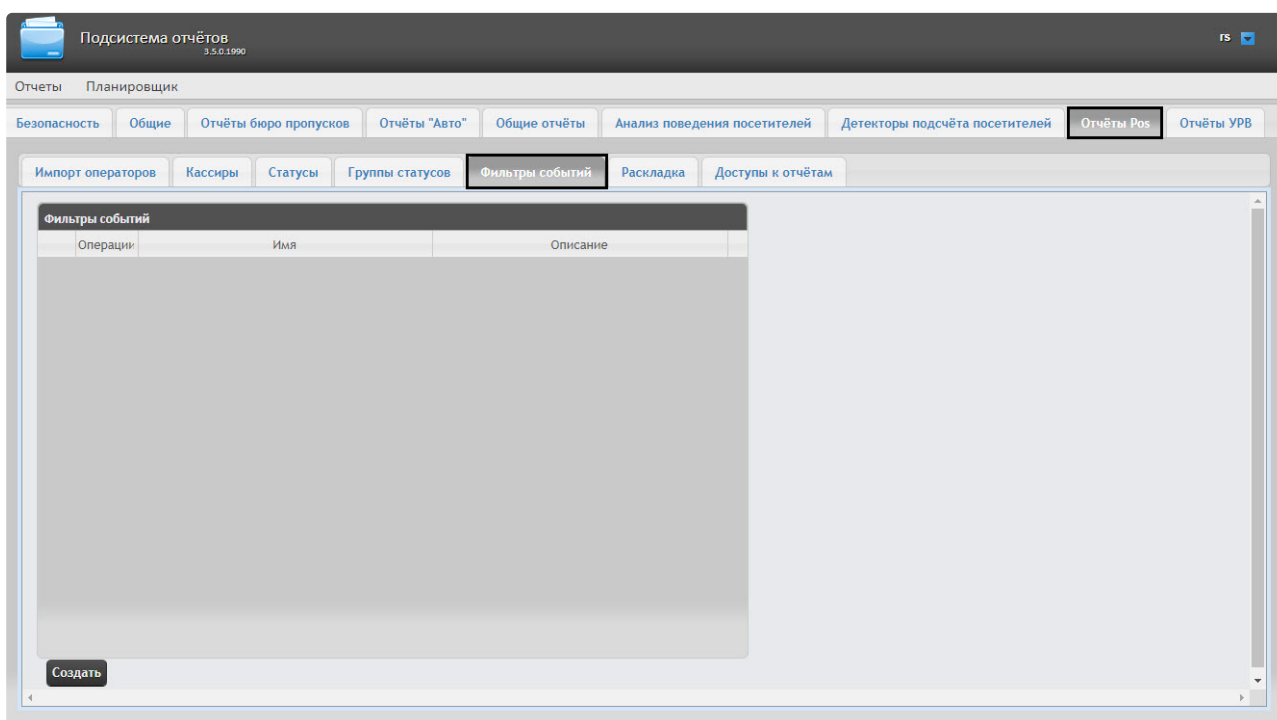 Подсистема отчётов
3.5.0.1990
rs
Отчеты Планировщик
Безопасность Общие Отчёты бюро пропусков Отчёты "Авто" Общие отчёты Анализ поведения посетителей Детекторы подсчёта посетителей Отчёты Pos Отчёты УРВ
Импорт операторов Кассиры Статусы Группы статусов Фильтры событий Раскладка Доступы к отчётам
Фильтры событий
Операции Имя Описание
Создать